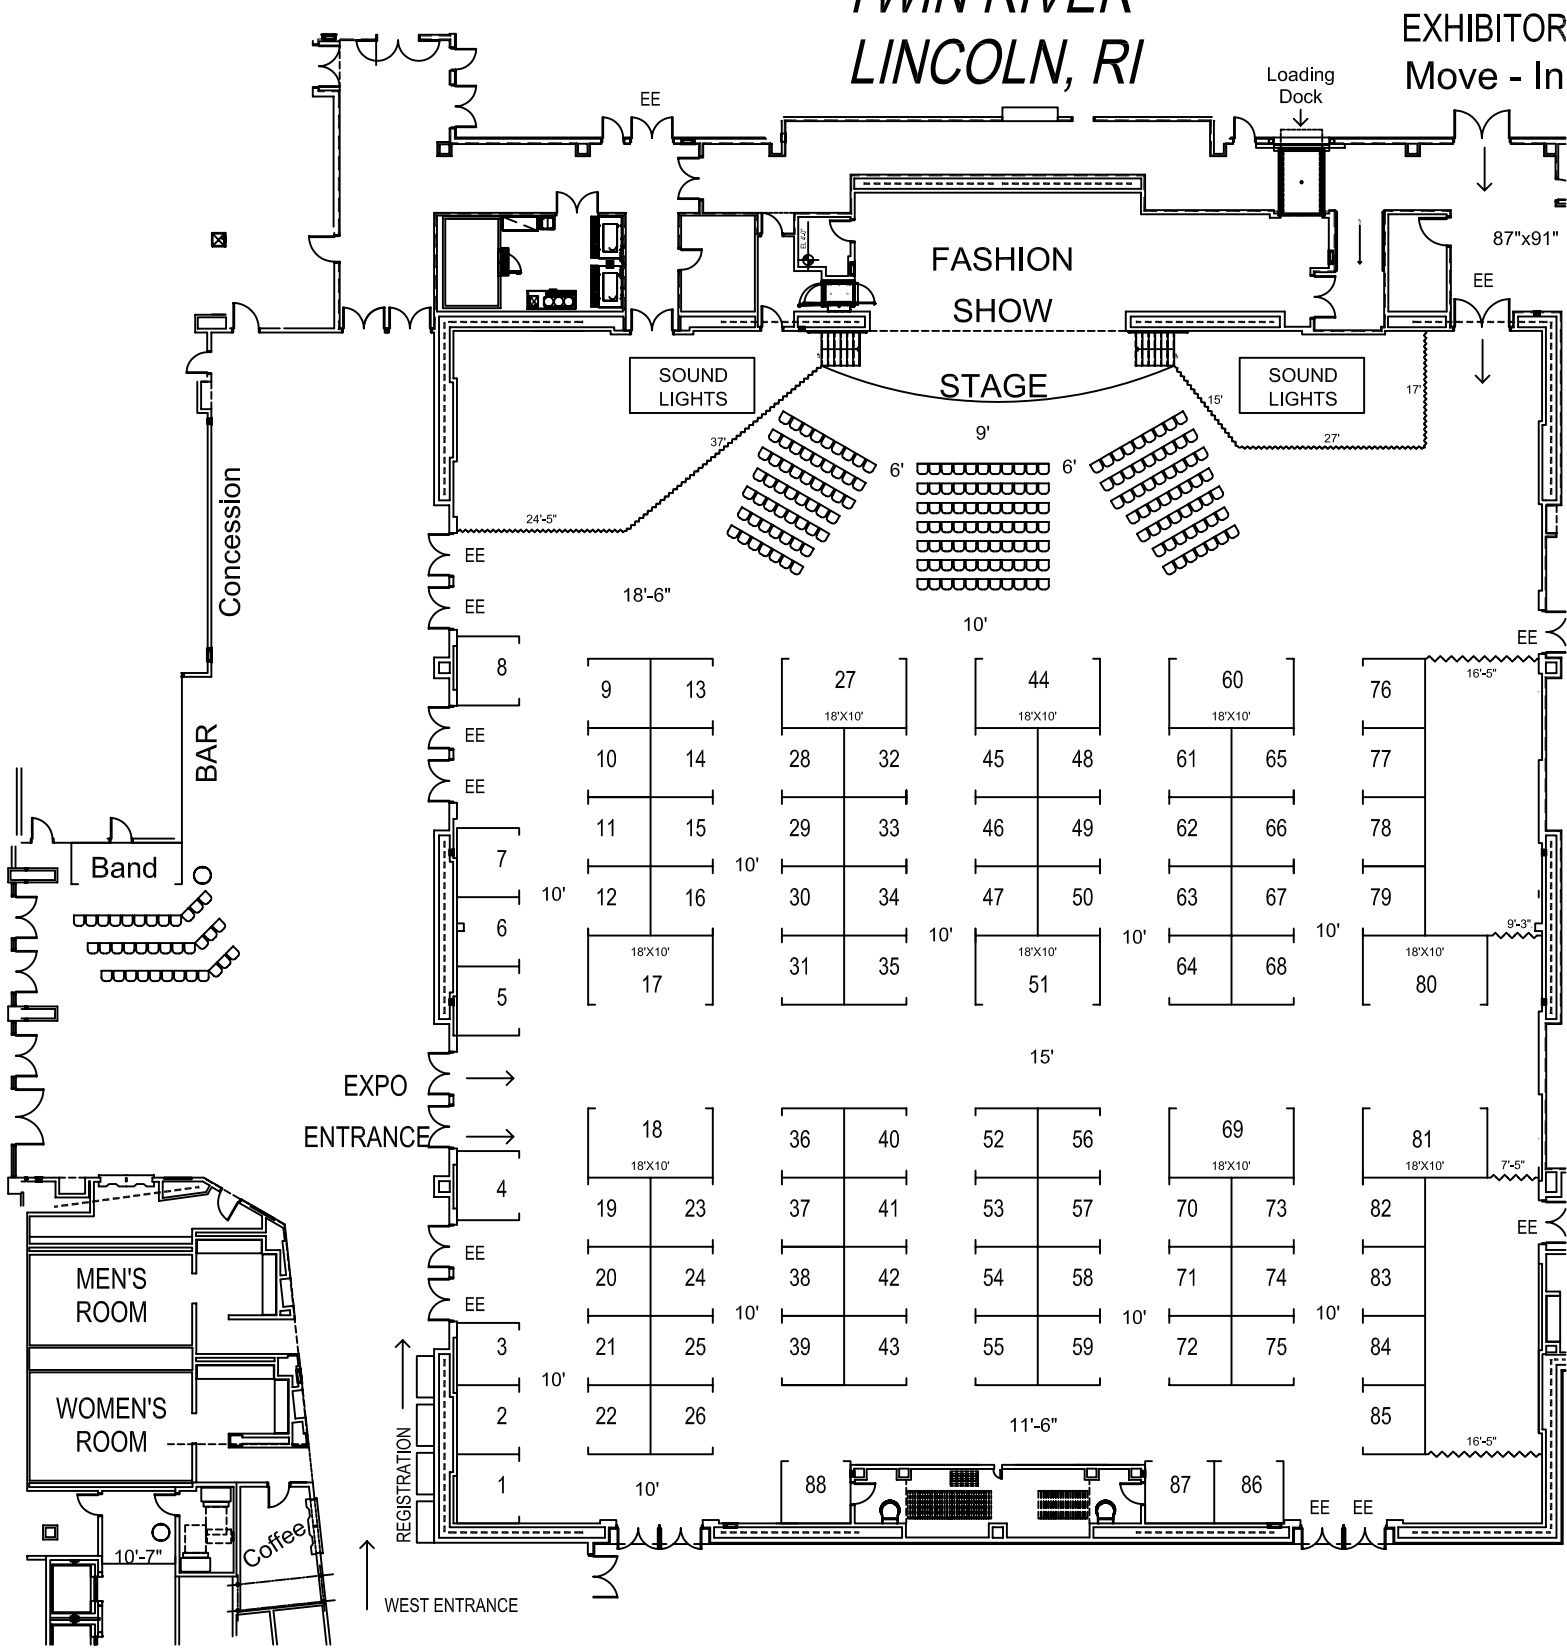 TWIN RIVER
LINCOLN, RI
EXHIBITOR
Move - In
Loading
Dock
EE
87"x91"
EE
EL 4'-0"
FASHION
SHOW
STAGE
SOUND
LIGHTS
SOUND
LIGHTS
37'
15'
17'
27'
9'
6'
6'
24'-5"
Concession
EE
EE
18'-6"
10'
EE
8
9
13
27
18'X10'
44
18'X10'
60
18'X10'
76
16'-5"
BAR
EE
EE
10
14
28
32
45
48
61
65
77
11
15
29
33
46
49
62
66
78
Band
7
10'
10'
12
16
30
34
47
50
63
67
79
6
10'
10'
10'
9'-3"
5
18'X10'
17
31
35
18'X10'
51
64
68
18'X10'
80
15'
EXPO
ENTRANCE
4
18
18'X10'
36
40
52
56
69
18'X10'
81
18'X10'
7'-5"
19
23
37
41
53
57
70
73
82
EE
EE
MEN'S
ROOM
20
24
38
42
54
58
71
74
83
EE
10'
10'
10'
3
21
25
39
43
55
59
72
75
84
10'
WOMEN'S
ROOM
2
22
26
11'-6"
85
16'-5"
REGISTRATION
1
10'
88
87
86
EE
EE
10'-7"
Coffee
WEST ENTRANCE